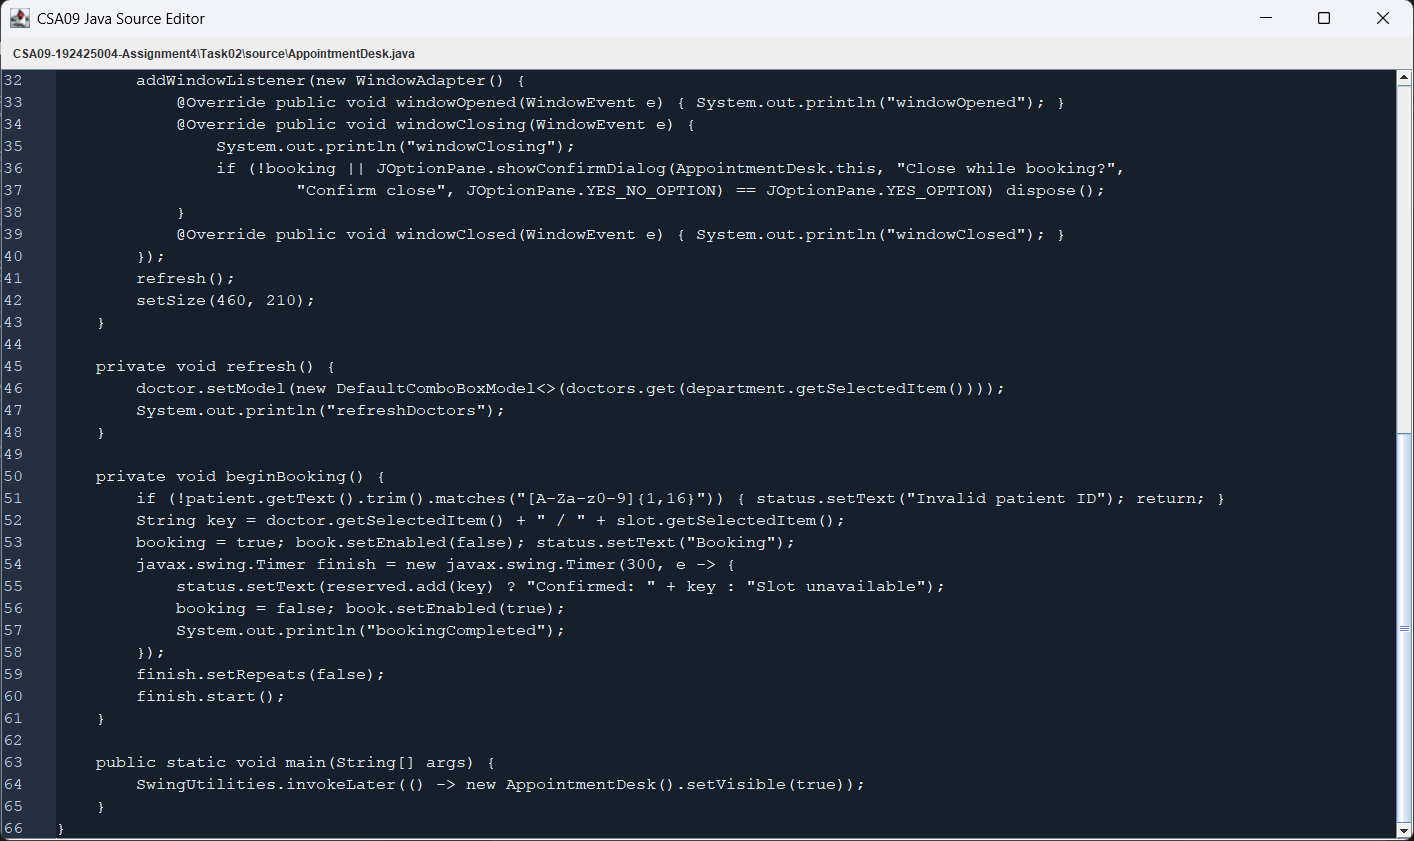 CSA09 Java Source Editor
CSA09-192425004-Assignment4\Task02\source\AppointmentDesk.java
32        addWindowListener(new WindowAdapter() {
33            @Override public void windowOpened(WindowEvent e) { System.out.println("windowOpened"); }
34            @Override public void windowClosing(WindowEvent e) {
35                System.out.println("windowClosing");
36                if (!booking || JOptionPane.showConfirmDialog(AppointmentDesk.this, "Close while booking?",
37                        "Confirm close", JOptionPane.YES_NO_OPTION) == JOptionPane.YES_OPTION) dispose();
38            }
39            @Override public void windowClosed(WindowEvent e) { System.out.println("windowClosed"); }
40        });
41        refresh();
42        setSize(460, 210);
43    }
44
45    private void refresh() {
46        doctor.setModel(new DefaultComboBoxModel<>(doctors.get(department.getSelectedItem())));
47        System.out.println("refreshDoctors");
48    }
49
50    private void beginBooking() {
51        if (!patient.getText().trim().matches("[A-Za-z0-9]{1,16}")) { status.setText("Invalid patient ID"); return; }
52        String key = doctor.getSelectedItem() + " / " + slot.getSelectedItem();
53        booking = true; book.setEnabled(false); status.setText("Booking");
54        javax.swing.Timer finish = new javax.swing.Timer(300, e -> {
55            status.setText(reserved.add(key) ? "Confirmed: " + key : "Slot unavailable");
56            booking = false; book.setEnabled(true);
57            System.out.println("bookingCompleted");
58        });
59        finish.setRepeats(false);
60        finish.start();
61    }
62
63    public static void main(String[] args) {
64        SwingUtilities.invokeLater(() -> new AppointmentDesk().setVisible(true));
65    }
66 }